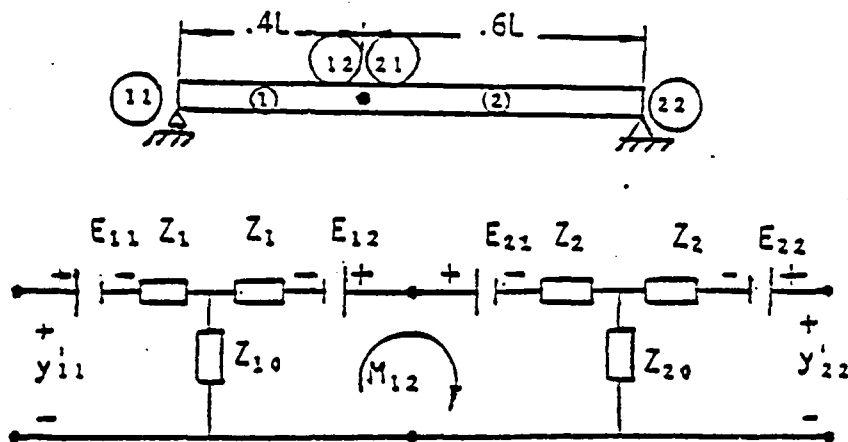 .4L .6L
12 21
11 1 2 22
E11 Z1 Z1 E12 E21 Z2 Z2 E22
+ - - + + - - +
+ +
y'11 Z10 M12 Z20 y'22
- -